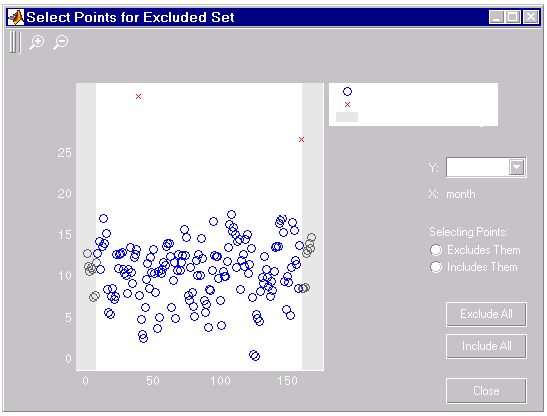 Select Points for Excluded Set
25
20
15
10
5
0
0 50 100 150
Y:
X: month
Selecting Points:
Excludes Them
Includes Them
Exclude All
Include All
Close